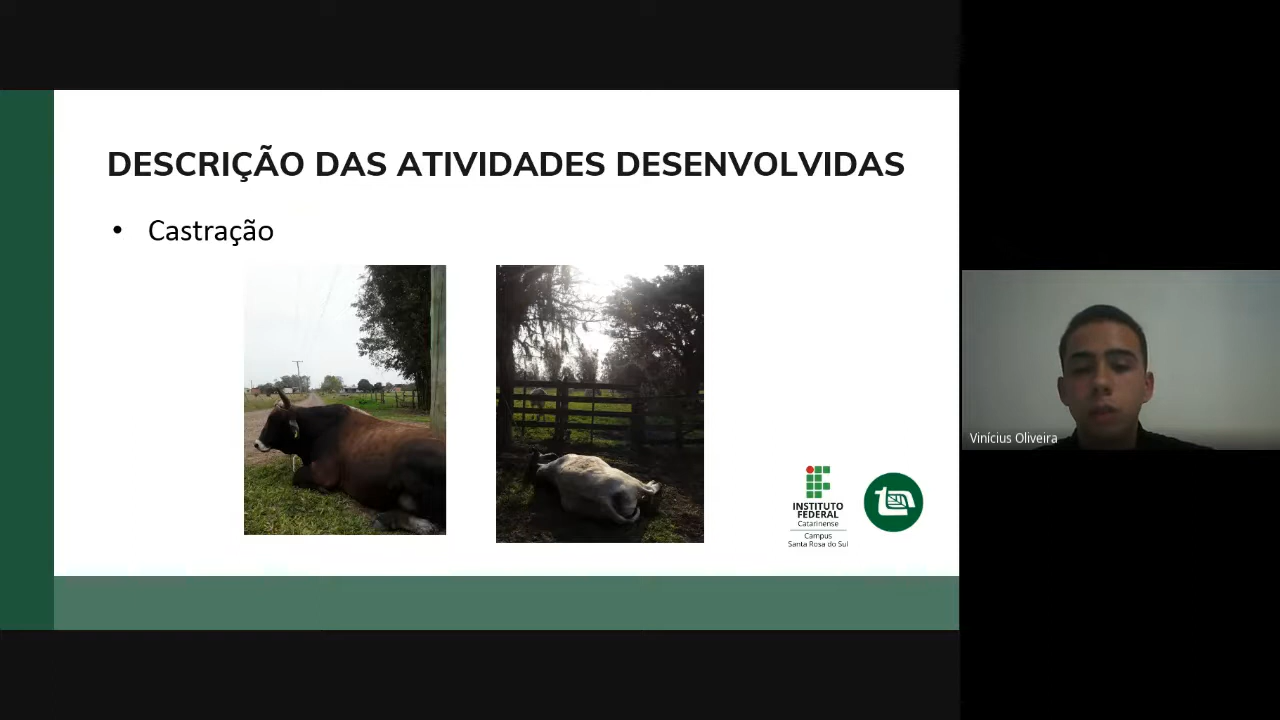 DESCRIÇÃO DAS ATIVIDADES DESENVOLVIDAS
• Castração
INSTITUTO
FEDERAL
Catarinense
Campus
Santa Rosa do Sul
Vinícius Oliveira